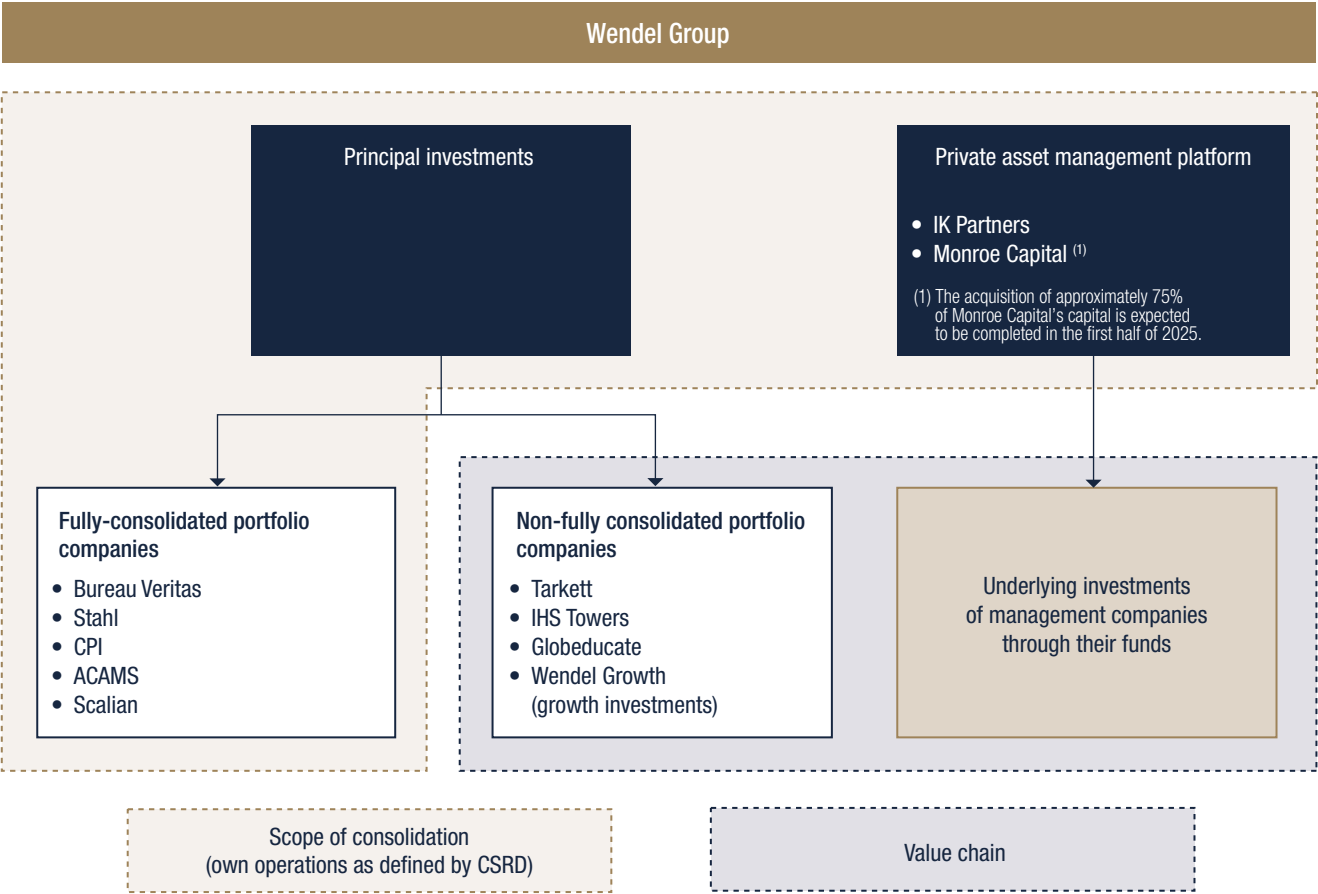 Wendel Group
Principal investments
Private asset management platform
• IK Partners
• Monroe Capital (1)
(1) The acquisition of approximately 75%
of Monroe Capital's capital is expected
to be completed in the first half of 2025.
Fully-consolidated portfolio
companies
• Bureau Veritas
• Stahl
• CPI
• ACAMS
• Scalian
Non-fully consolidated portfolio
companies
• Tarkett
• IHS Towers
• Globeducate
• Wendel Growth
(growth investments)
Underlying investments
of management companies
through their funds
Scope of consolidation
(own operations as defined by CSRD)
Value chain